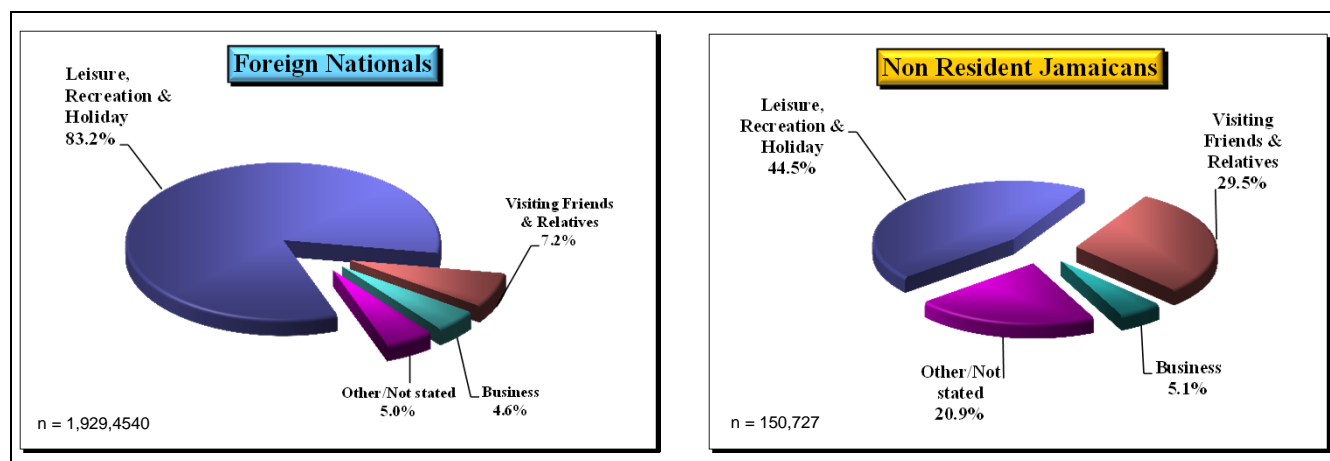 Foreign Nationals
Leisure,
Recreation &
Holiday
83.2%
Visiting Friends
& Relatives
7.2%
Business
4.6%
Other/Not stated
5.0%
n = 1,929,4540
Non Resident Jamaicans
Leisure,
Recreation &
Holiday
44.5%
Visiting
Friends &
Relatives
29.5%
Business
5.1%
Other/Not
stated
20.9%
n = 150,727